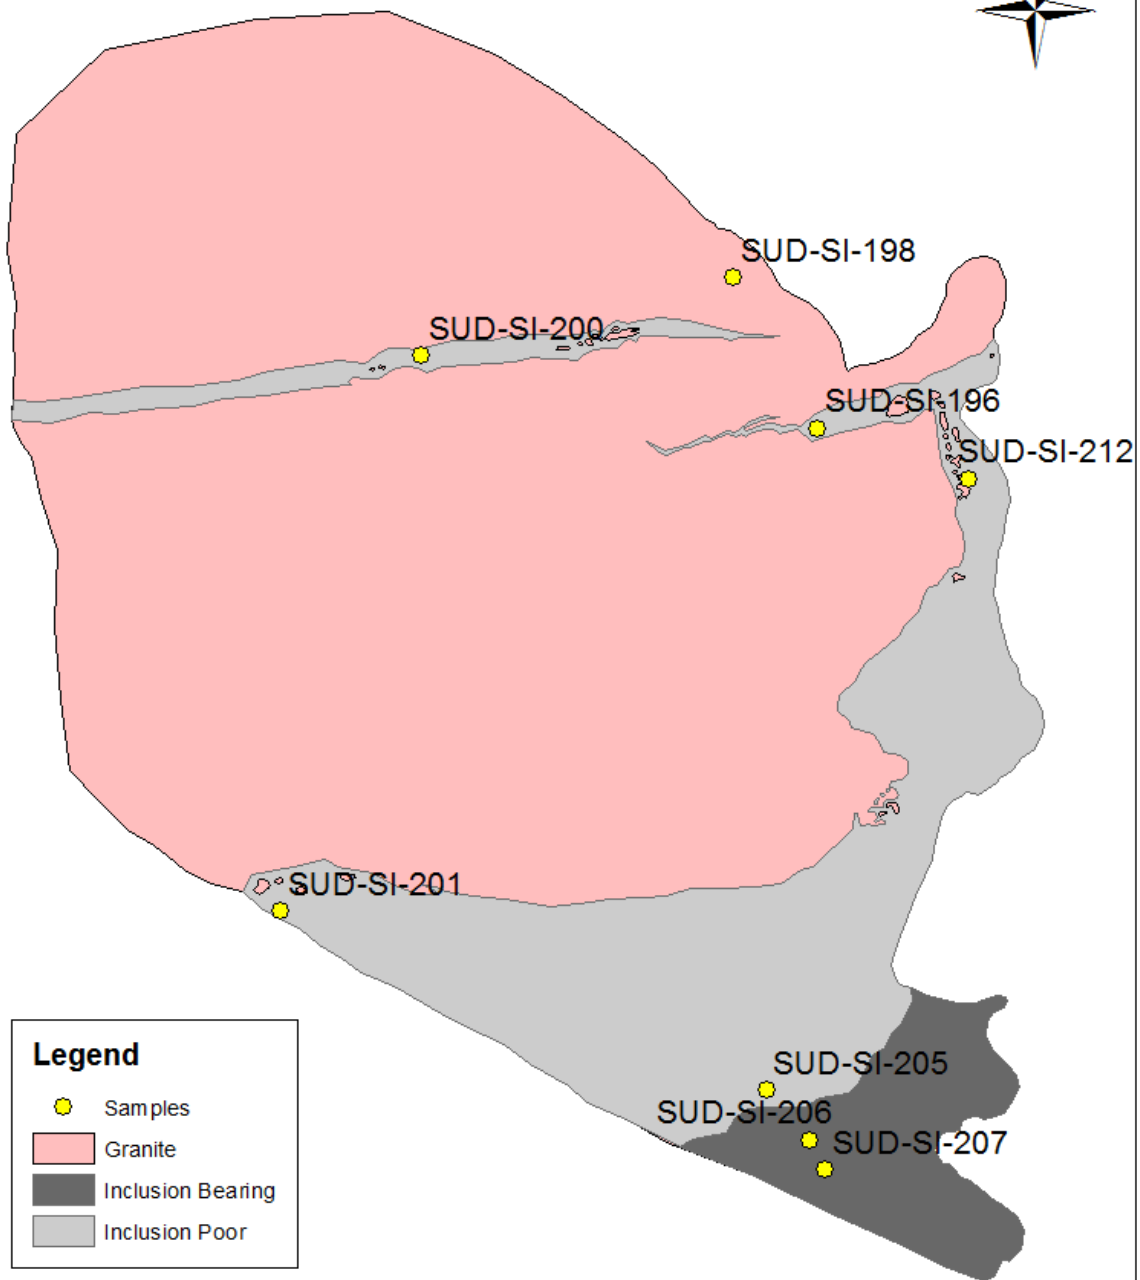 SUD-SI-198
SUD-SI-200
SUD-SI-196
SUD-SI-212
SUD-SI-201
SUD-SI-205
SUD-SI-206
SUD-SI-207
Legend
Samples
Granite
Inclusion Bearing
Inclusion Poor